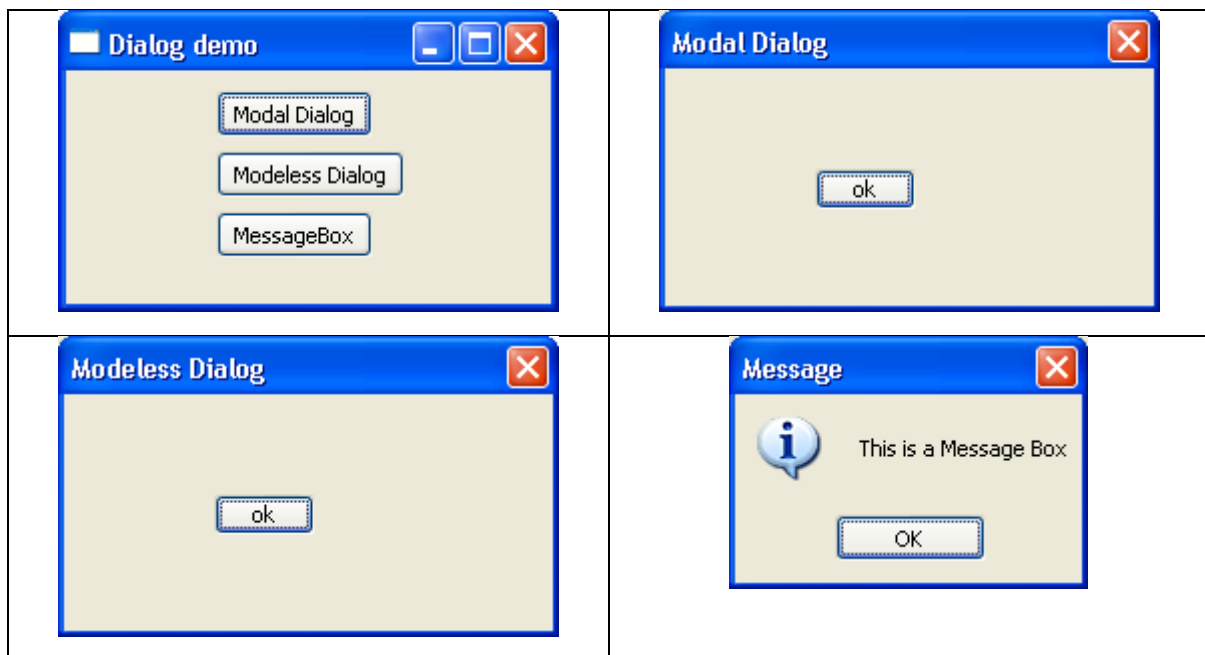 Dialog demo
Modal Dialog
Modeless Dialog
MessageBox
Modal Dialog
ok
Modeless Dialog
ok
Message
This is a Message Box
OK